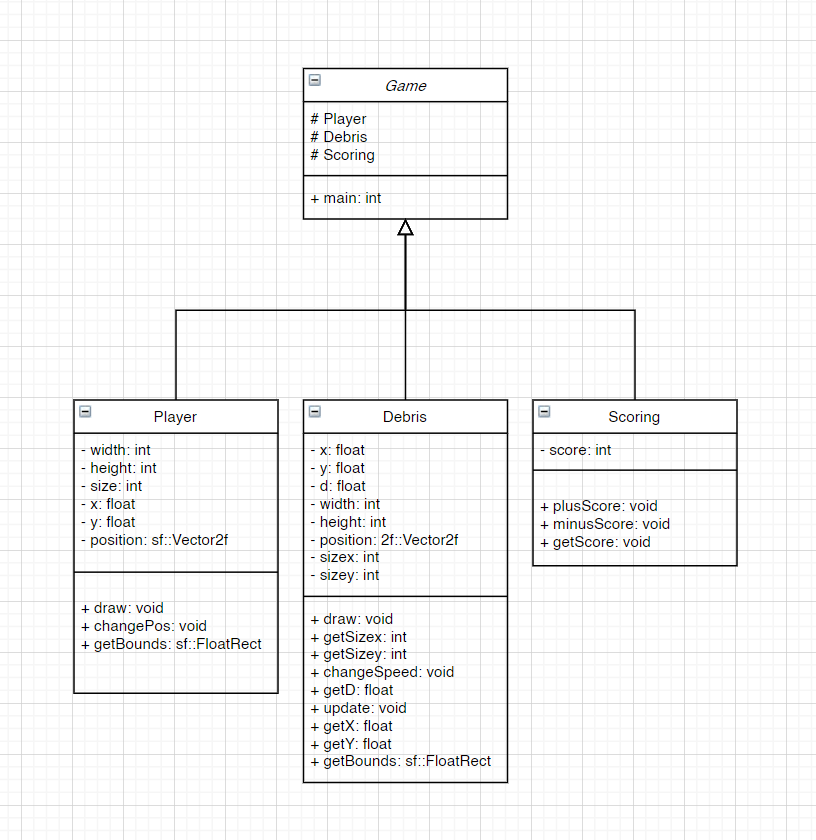 Game
# Player
# Debris
# Scoring
+ main: int
Player
- width: int
- height: int
- size: int
- x: float
- y: float
- position: sf::Vector2f
+ draw: void
+ changePos: void
+ getBounds: sf::FloatRect
Debris
- x: float
- y: float
- d: float
- width: int
- height: int
- position: 2f::Vector2f
- sizex: int
- sizey: int
+ draw: void
+ getSizex: int
+ getSizey: int
+ changeSpeed: void
+ getD: float
+ update: void
+ getX: float
+ getY: float
+ getBounds: sf::FloatRect
Scoring
- score: int
+ plusScore: void
+ minusScore: void
+ getScore: void